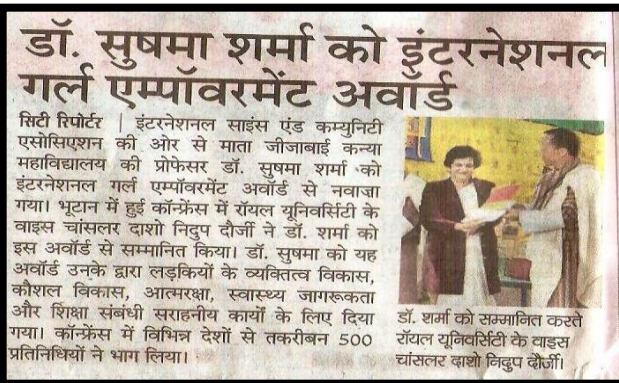 डॉ. सुषमा शर्मा को इंटरनेशनल
गर्ल एम्पॉवरमेंट अवॉर्ड
सिटी रिपोर्टर | इंटरनेशनल साइंस एंड कम्युनिटी
एसोसिएशन की ओर से माता जीजाबाई कन्या
महाविद्यालय की प्रोफेसर डॉ. सुषमा शर्मा को
इंटरनेशनल गर्ल एम्पॉवरमेंट अवॉर्ड से नवाजा
गया। भूटान में हुई कॉन्फ्रेंस में रॉयल यूनिवर्सिटी के
वाइस चांसलर दाशो निदुप दौर्जी ने डॉ. शर्मा को
इस अवॉर्ड से सम्मानित किया। डॉ. सुषमा को यह
अवॉर्ड उनके द्वारा लड़कियों के व्यक्तित्व विकास,
कौशल विकास, आत्मरक्षा, स्वास्थ्य जागरूकता
और शिक्षा संबंधी सराहनीय कार्यों के लिए दिया
गया। कॉन्फ्रेंस में विभिन्न देशों से तकरीबन 500
प्रतिनिधियों ने भाग लिया।
डॉ. शर्मा को सम्मानित करते
रॉयल यूनिवर्सिटी के वाइस
चांसलर दाशो निदुप दौर्जी।